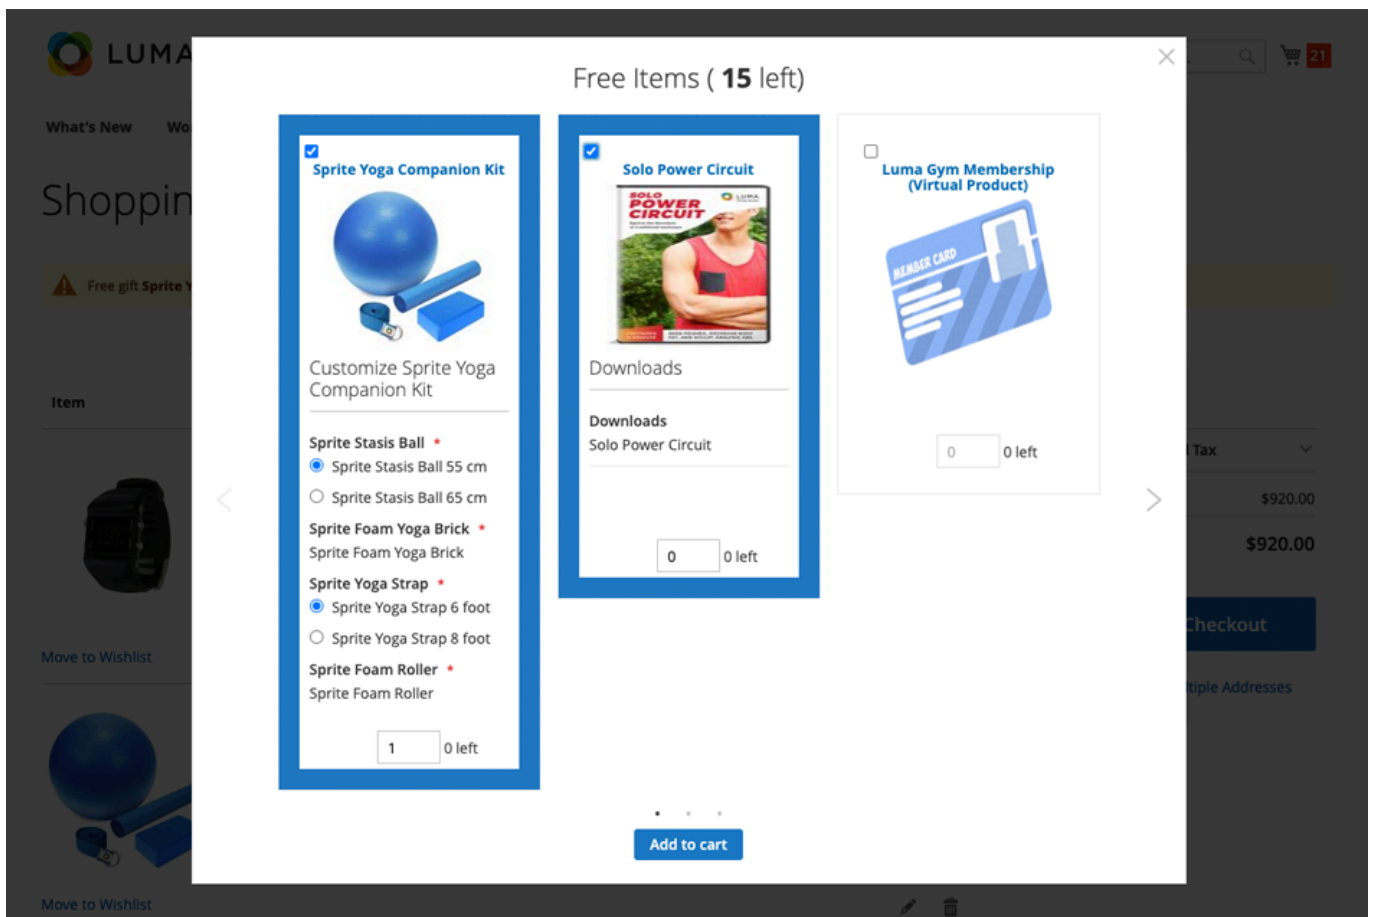 LUMA
21
What's New
Wo
Shoppin
Free gift Sprite Y
Item
Move to Wishlist
Move to Wishlist
Free Items ( 15 left)
Sprite Yoga Companion Kit
Customize Sprite Yoga
Companion Kit
Sprite Stasis Ball *
Sprite Stasis Ball 55 cm
Sprite Stasis Ball 65 cm
Sprite Foam Yoga Brick *
Sprite Foam Yoga Brick
Sprite Yoga Strap *
Sprite Yoga Strap 6 foot
Sprite Yoga Strap 8 foot
Sprite Foam Roller *
Sprite Foam Roller
1 0 left
Solo Power Circuit
SOLO
POWER
CIRCUIT
LUMA
Downloads
Downloads
Solo Power Circuit
0 0 left
Luma Gym Membership
(Virtual Product)
MEMBER CARD
0 0 left
Add to cart
l Tax
$920.00
$920.00
Checkout
tiple Addresses